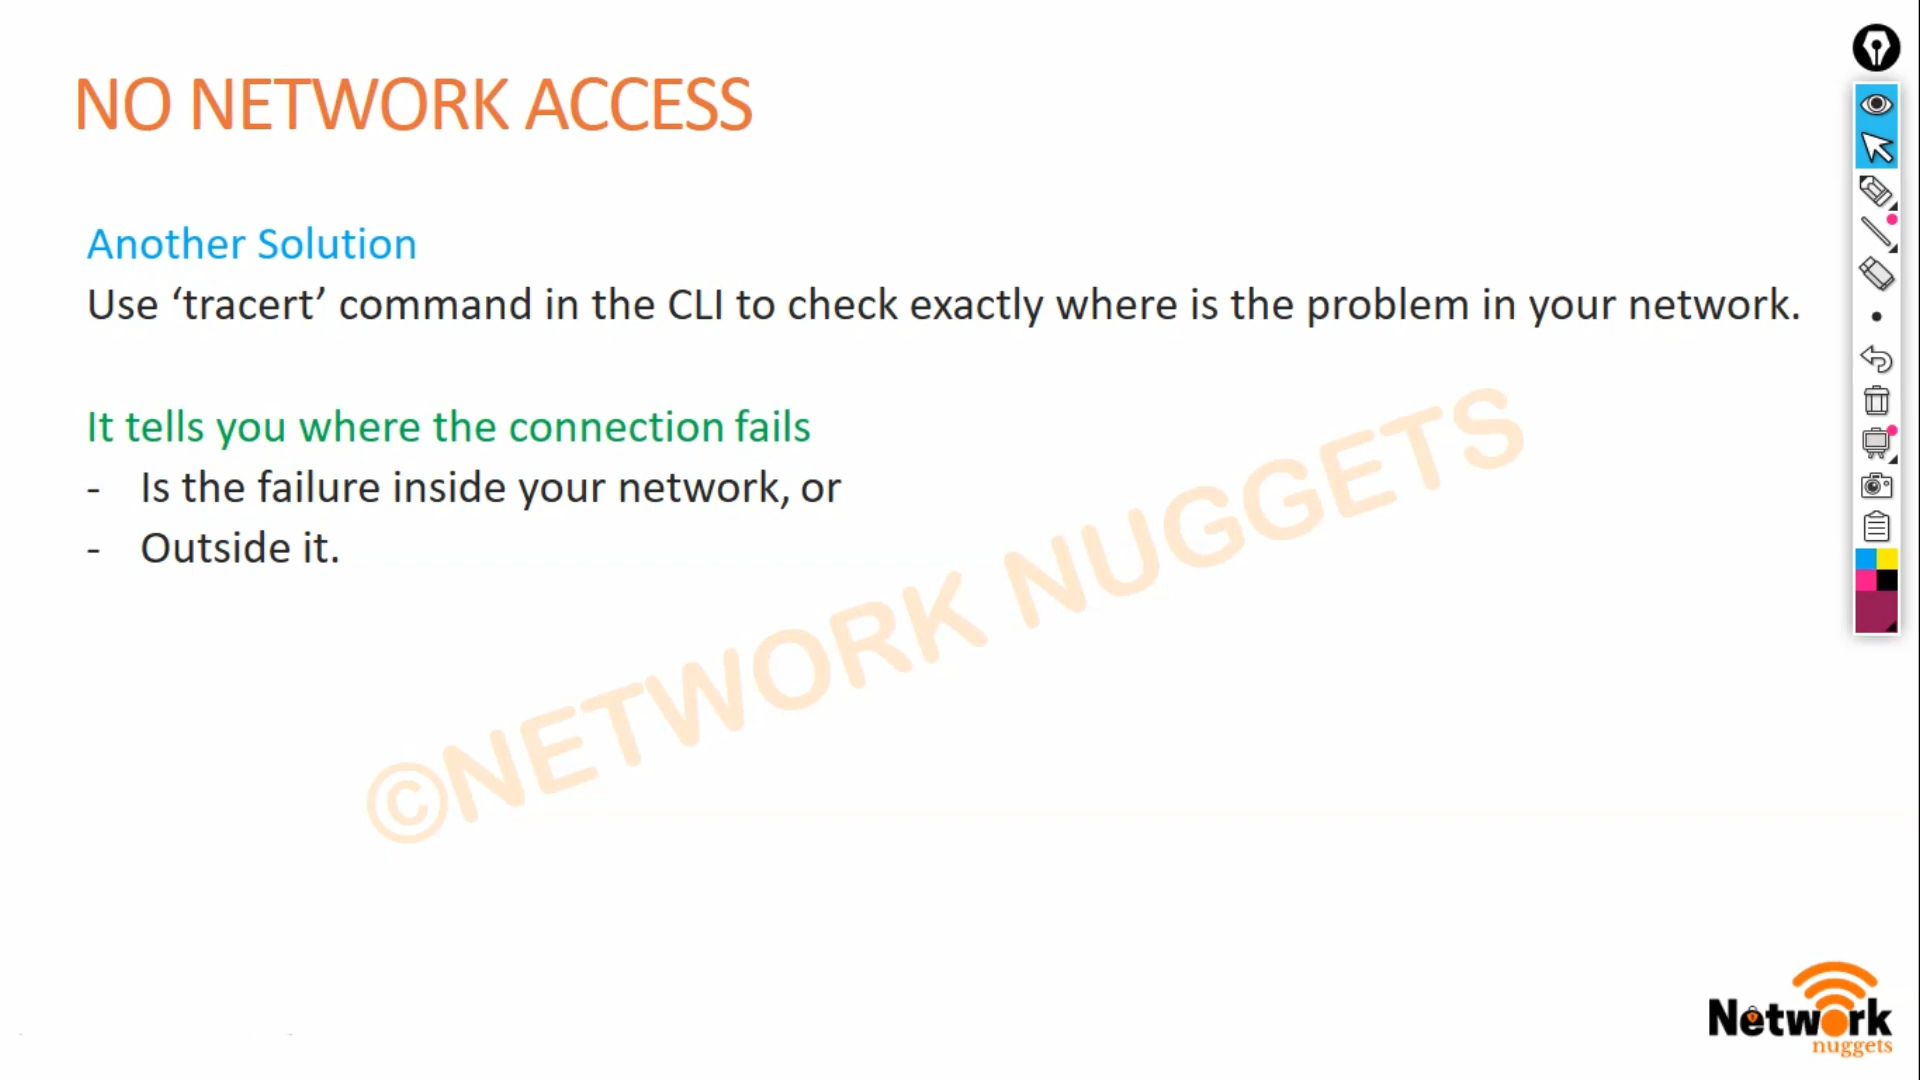 NO NETWORK ACCESS
Another Solution
Use ‘tracert’ command in the CLI to check exactly where is the problem in your network.
It tells you where the connection fails
- Is the failure inside your network, or
- Outside it.
©NETWORK NUGGETS
Network
nuggets